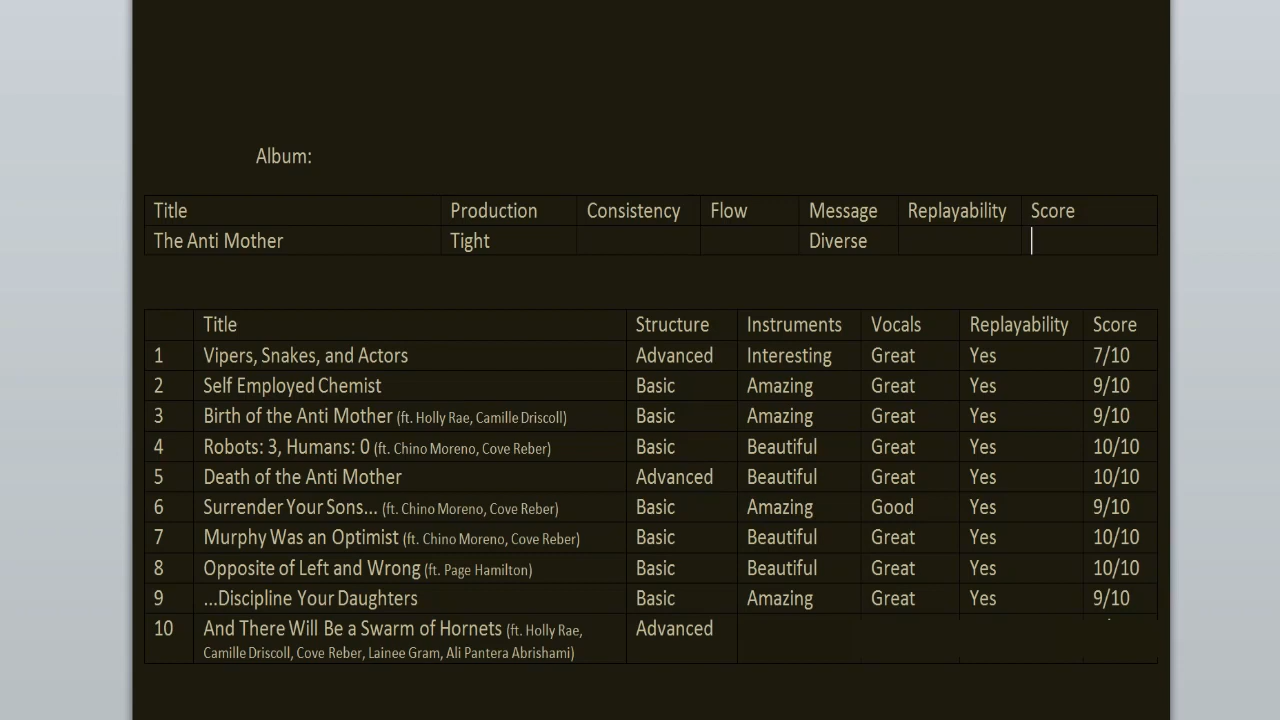 Album:
Title Production Consistency Flow Message Replayability Score
The Anti Mother Tight Diverse
Title Structure Instruments Vocals Replayability Score
1 Vipers, Snakes, and Actors Advanced Interesting Great Yes 7/10
2 Self Employed Chemist Basic Amazing Great Yes 9/10
3 Birth of the Anti Mother (ft. Holly Rae, Camille Driscoll) Basic Amazing Great Yes 9/10
4 Robots: 3, Humans: 0 (ft. Chino Moreno, Cove Reber) Basic Beautiful Great Yes 10/10
5 Death of the Anti Mother Advanced Beautiful Great Yes 10/10
6 Surrender Your Sons... (ft. Chino Moreno, Cove Reber) Basic Amazing Good Yes 9/10
7 Murphy Was an Optimist (ft. Chino Moreno, Cove Reber) Basic Beautiful Great Yes 10/10
8 Opposite of Left and Wrong (ft. Page Hamilton) Basic Beautiful Great Yes 10/10
9 ...Discipline Your Daughters Basic Amazing Great Yes 9/10
10 And There Will Be a Swarm of Hornets (ft. Holly Rae, Advanced
Camille Driscoll, Cove Reber, Lainee Gram, Ali Pantera Abrishami)